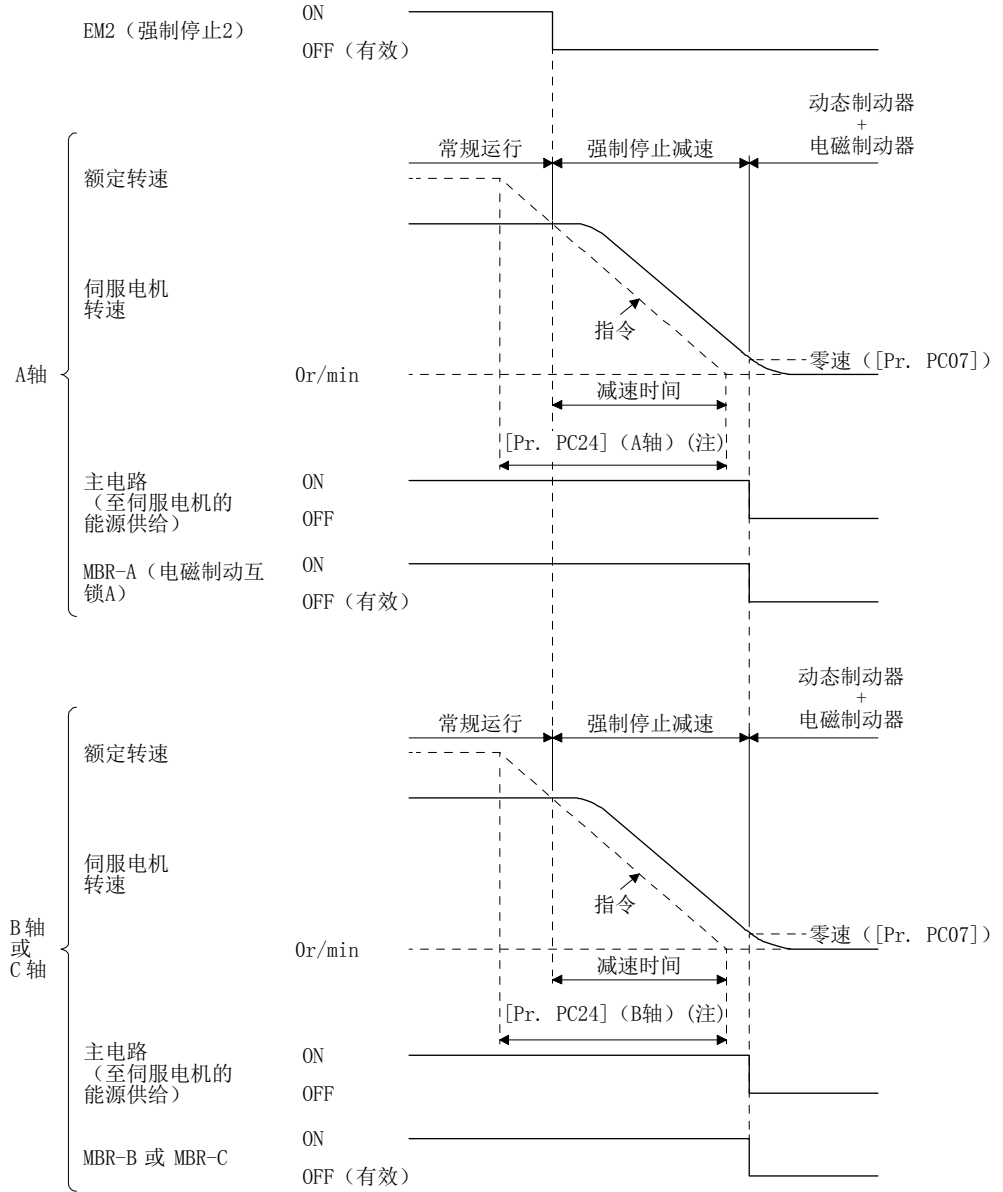 ON
EM2（强制停止2）
OFF（有效）
动态制动器
+
电磁制动器
常规运行
强制停止减速
额定转速
伺服电机
转速
指令
A轴
零速（[Pr. PC07]）
0r/min
减速时间
[Pr. PC24]（A轴）(注)
主电路
（至伺服电机的
能源供给）
ON
OFF
MBR-A（电磁制动互
锁A）
ON
OFF（有效）
动态制动器
+
电磁制动器
常规运行
强制停止减速
额定转速
伺服电机
转速
指令
B轴
或
C轴
零速（[Pr. PC07]）
0r/min
减速时间
[Pr. PC24]（B轴）(注)
主电路
（至伺服电机的
能源供给）
ON
OFF
MBR-B 或 MBR-C
ON
OFF（有效）